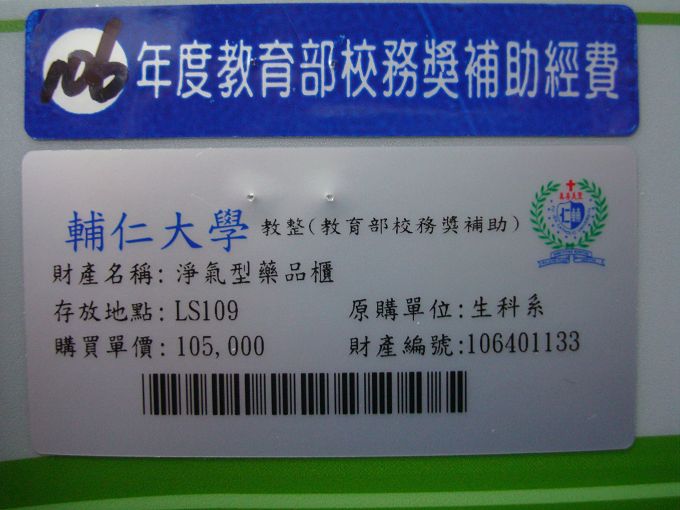 106年度教育部校務獎補助經費
輔仁大學 教整(教育部校務獎補助)
財產名稱: 淨氣型藥品櫃
存放地點: LS109 原購單位: 生科系
購買單價: 105,000 財產編號:106401133